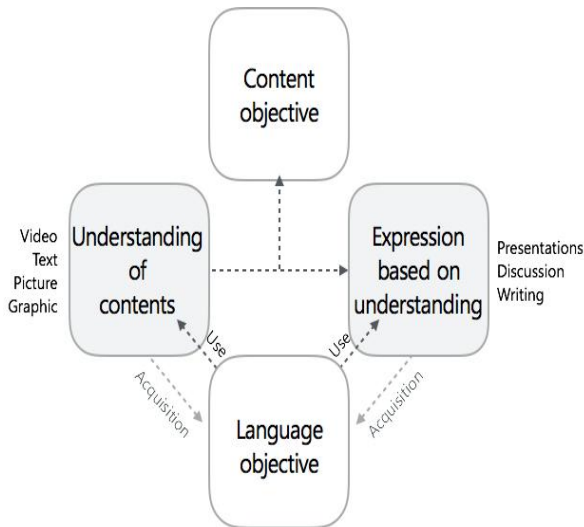 Content
objective
Video
Text
Picture
Graphic
Understanding
of
contents
Expression
based on
understanding
Presentations
Discussion
Writing
Use
Use
Acquisition
Acquisition
Language
objective